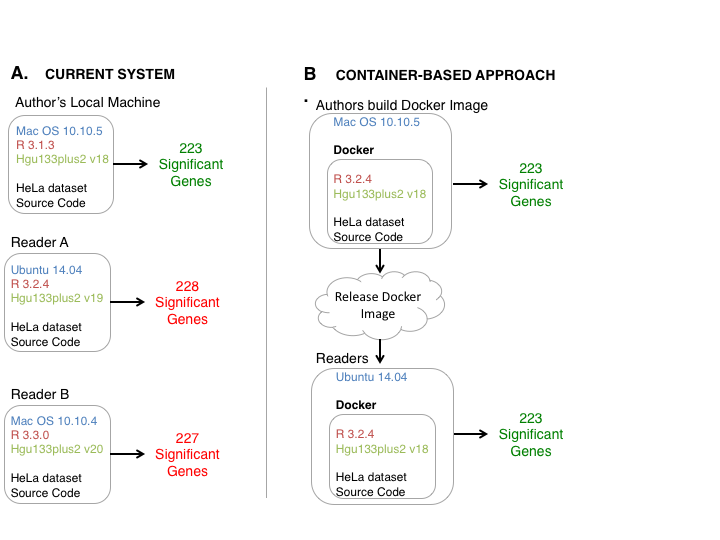 A. CURRENT SYSTEM
Author's Local Machine
Mac OS 10.10.5
R 3.1.3
Hgu133plus2 v18
HeLa dataset
Source Code
223
Significant
Genes
Reader A
Ubuntu 14.04
R 3.2.4
Hgu133plus2 v19
HeLa dataset
Source Code
228
Significant
Genes
Reader B
Mac OS 10.10.4
R 3.3.0
Hgu133plus2 v20
HeLa dataset
Source Code
227
Significant
Genes
B CONTAINER-BASED APPROACH
. Authors build Docker Image
Mac OS 10.10.5
Docker
R 3.2.4
Hgu133plus2 v18
HeLa dataset
Source Code
223
Significant
Genes
Release Docker
Image
Readers
Ubuntu 14.04
Docker
R 3.2.4
Hgu133plus2 v18
HeLa dataset
Source Code
223
Significant
Genes